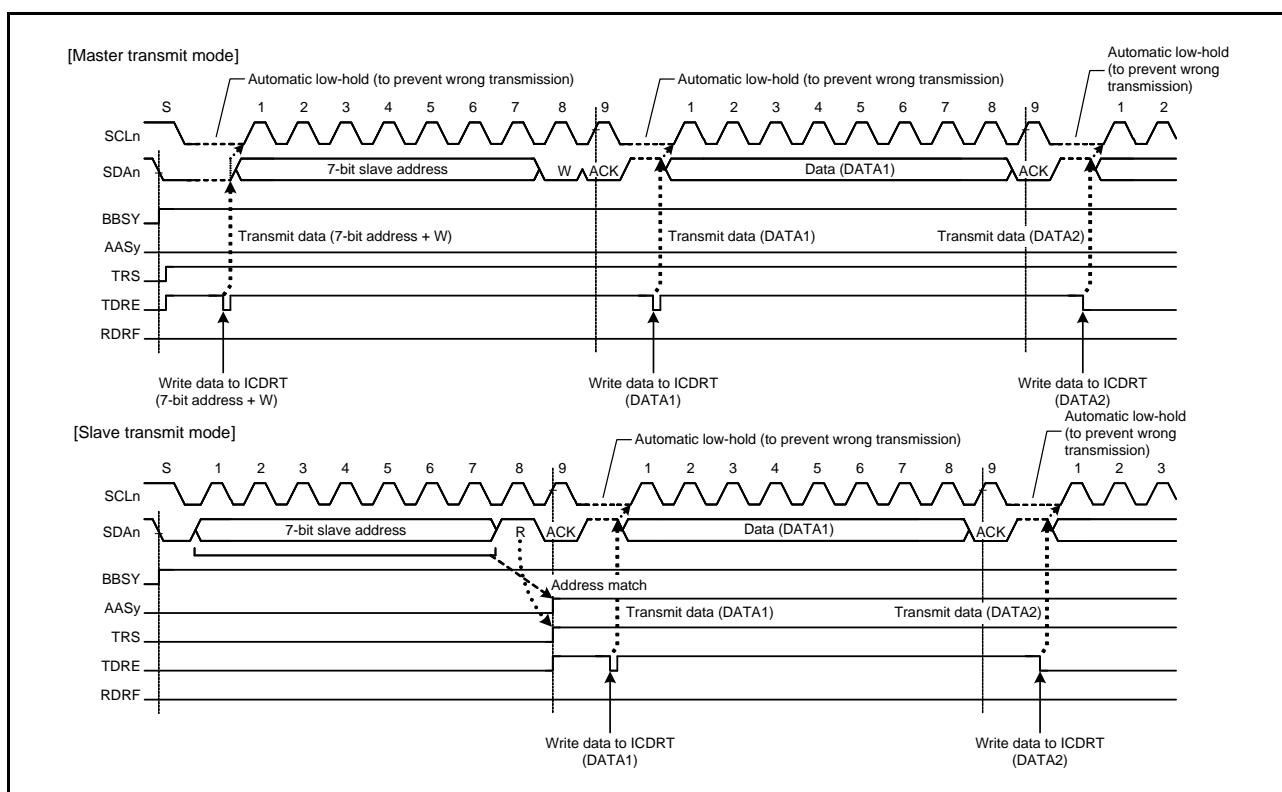 [Master transmit mode]
Automatic low-hold (to prevent wrong transmission)
Automatic low-hold (to prevent wrong transmission)
Automatic low-hold
(to prevent wrong
transmission)
S 1 2 3 4 5 6 7 8 9 1 2 3 4 5 6 7 8 9 1 2
SCLn
SDAn 7-bit slave address W ACK Data (DATA1) ACK
BBSY
Transmit data (7-bit address + W) Transmit data (DATA1) Transmit data (DATA2)
AASy
TRS
TDRE
RDRF
Write data to ICDRT
(7-bit address + W)
Write data to ICDRT
(DATA1)
Write data to ICDRT
(DATA2)
[Slave transmit mode]
Automatic low-hold (to prevent wrong transmission)
Automatic low-hold
(to prevent wrong
transmission)
S 1 2 3 4 5 6 7 8 9 1 2 3 4 5 6 7 8 9 1 2 3
SCLn
SDAn 7-bit slave address R ACK Data (DATA1) ACK
BBSY
Address match
AASy
Transmit data (DATA1) Transmit data (DATA2)
TRS
TDRE
RDRF
Write data to ICDRT
(DATA1)
Write data to ICDRT
(DATA2)